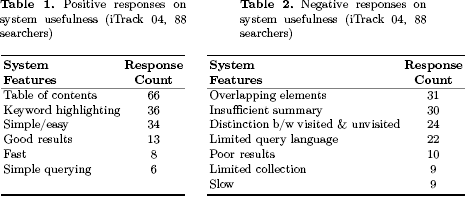 Table 1. Positive responses on
system usefulness (iTrack 04, 88
searchers)
System Response
Features Count
Table of contents 66
Keyword highlighting 36
Simple/easy 34
Good results 13
Fast 8
Simple querying 6
Table 2. Negative responses on
system usefulness (iTrack 04, 88
searchers)
System Response
Features Count
Overlapping elements 31
Insufficient summary 30
Distinction b/w visited & unvisited 24
Limited query language 22
Poor results 10
Limited collection 9
Slow 9